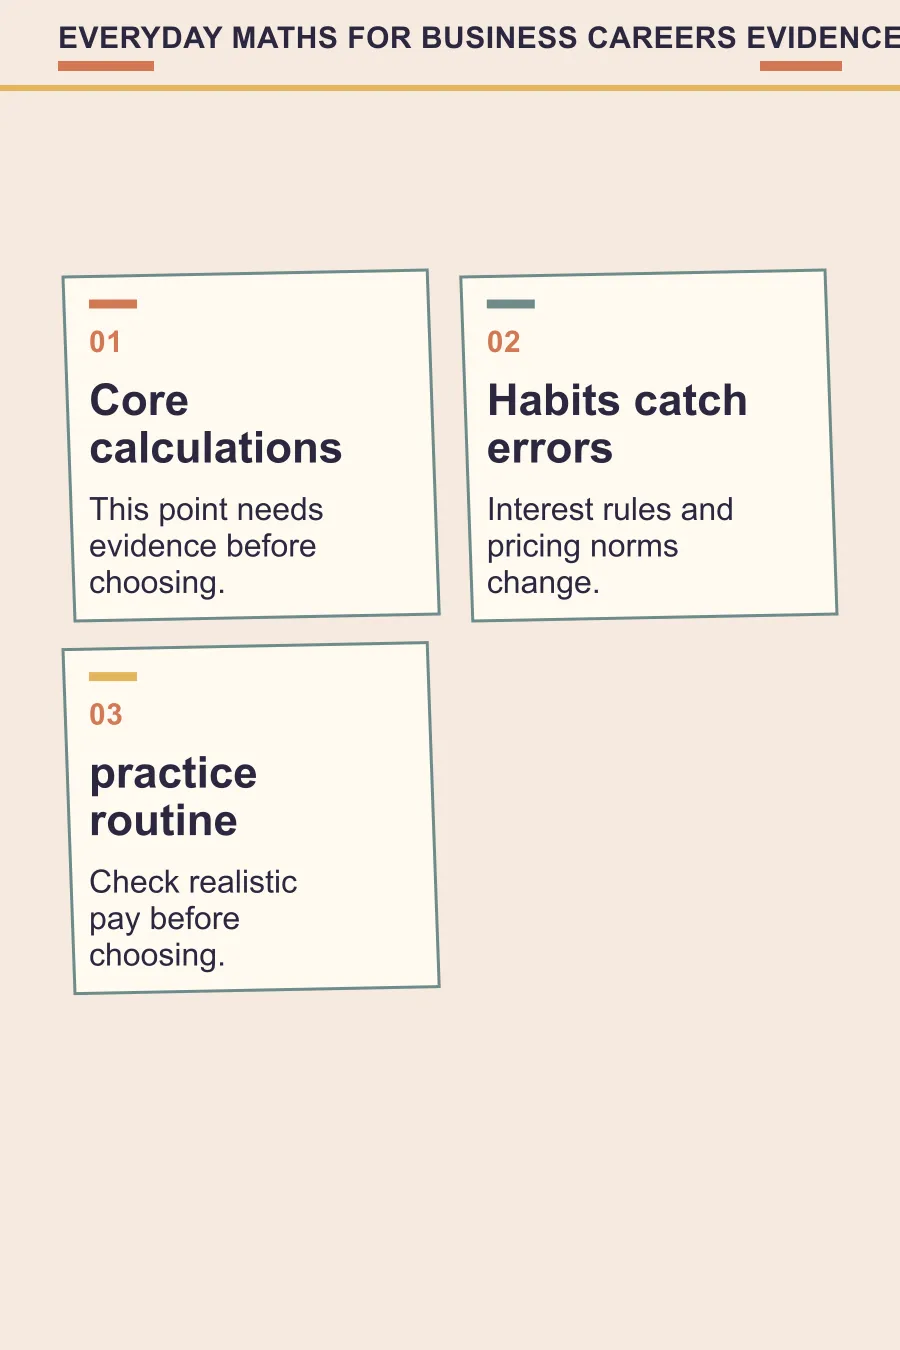 EVERYDAY MATHS FOR BUSINESS CAREERS EVIDENCE
01
Core
calculations
This point needs
evidence before
choosing.
02
Habits catch
errors
Interest rules and
pricing norms
change.
03
practice
routine
Check realistic
pay before
choosing.